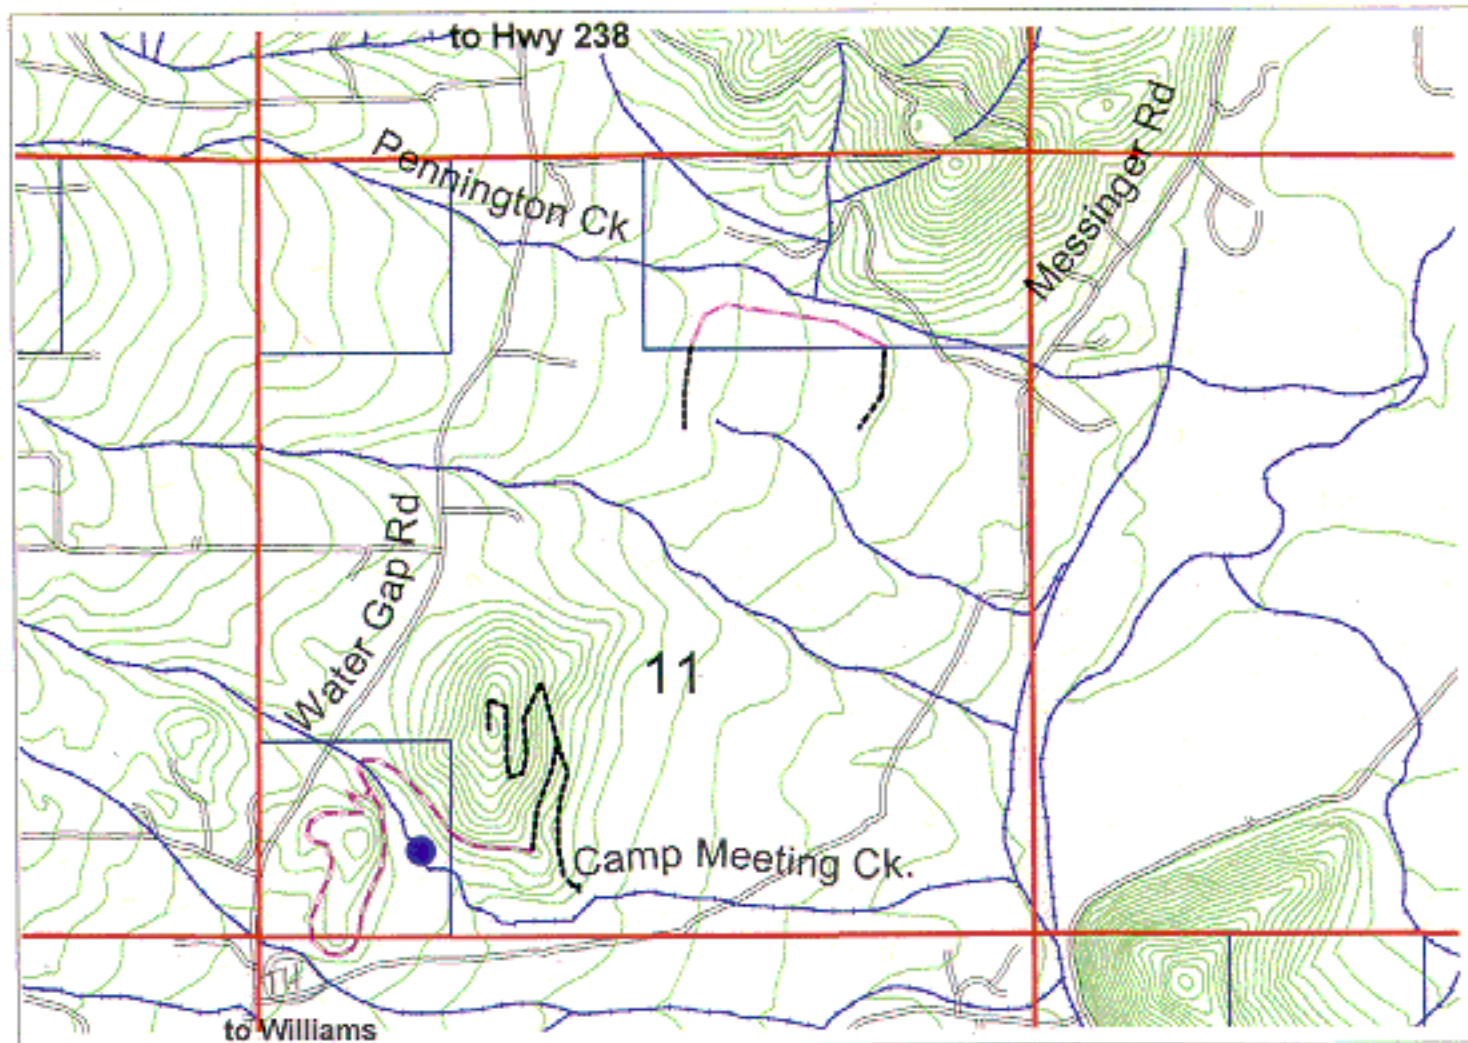 to Hwy 238
Pennington Ck
Messinger Rd
Water Gap Rd
11
Camp Meeting Ck.
to Williams